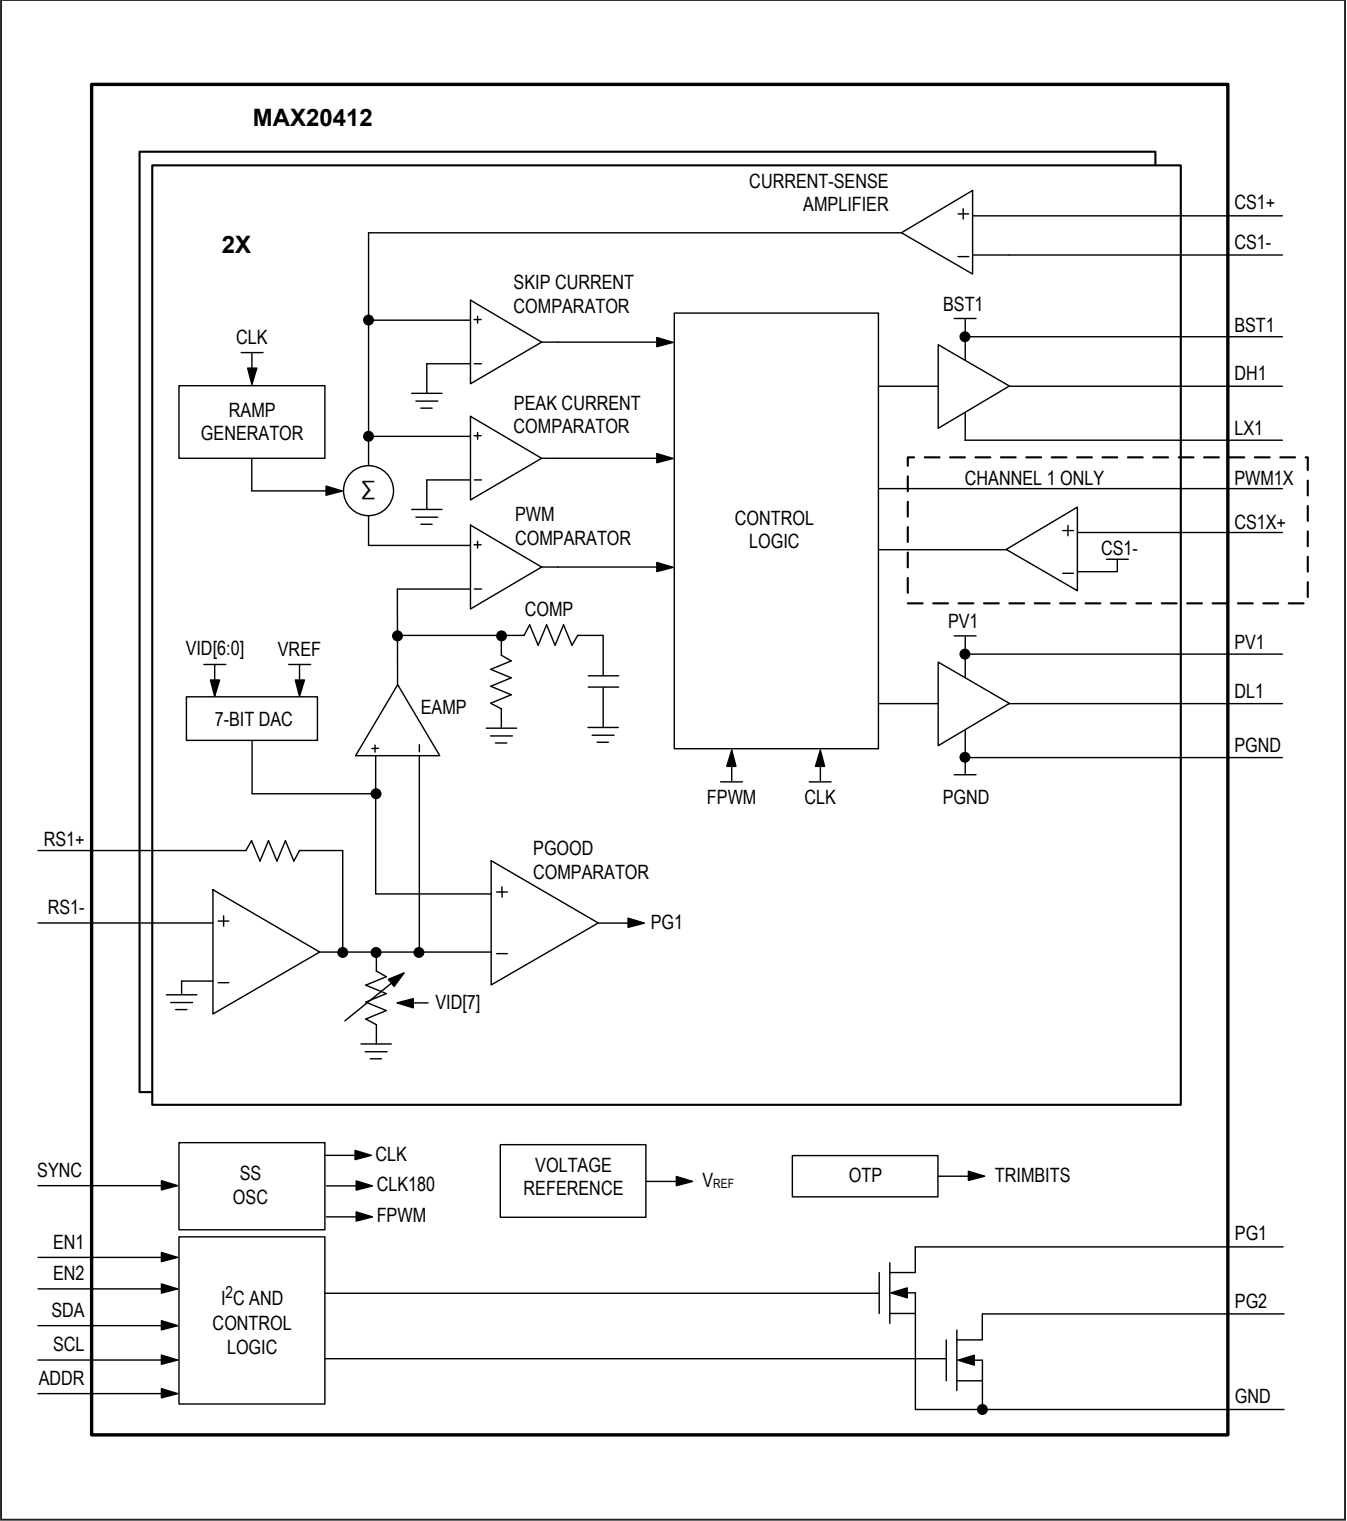 MAX20412
2X
CURRENT-SENSE
AMPLIFIER
+
−
CS1+
CS1-
SKIP CURRENT
COMPARATOR
+
−
BST1
BST1
CLK
RAMP
GENERATOR
DH1
PEAK CURRENT
COMPARATOR
+
−
LX1
Σ
CHANNEL 1 ONLY
PWM1X
PWM
COMPARATOR
+
−
CONTROL
LOGIC
CS1X+
+
−
CS1-
COMP
PV1
PV1
VID[6:0]
VREF
7-BIT DAC
EAMP
+
−
DL1
PGND
FPWM
CLK
PGND
RS1+
PGOOD
COMPARATOR
+
−
RS1-
+
−
PG1
VID[7]
SYNC
SS
OSC
CLK
CLK180
FPWM
VOLTAGE
REFERENCE
VREF
OTP
TRIMBITS
EN1
EN2
SDA
SCL
ADDR
I2C AND
CONTROL
LOGIC
PG1
PG2
GND